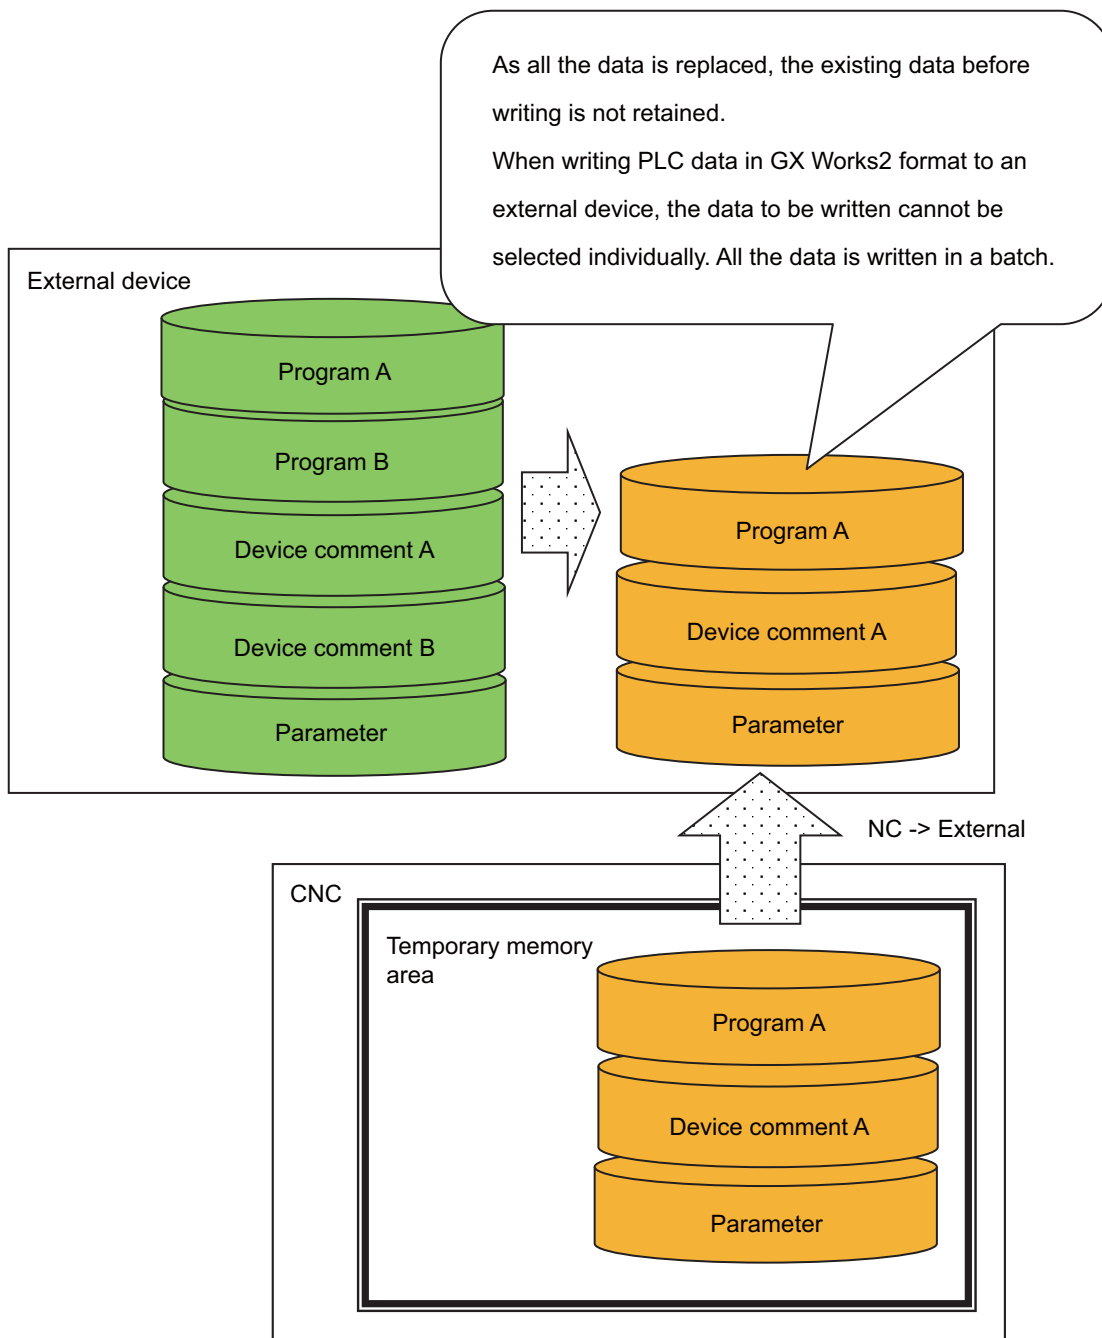 As all the data is replaced, the existing data before
writing is not retained.
When writing PLC data in GX Works2 format to an
external device, the data to be written cannot be
selected individually. All the data is written in a batch.
External device
Program A
Program B
Device comment A
Device comment B
Parameter
Program A
Device comment A
Parameter
NC -> External
CNC
Temporary memory
area
Program A
Device comment A
Parameter